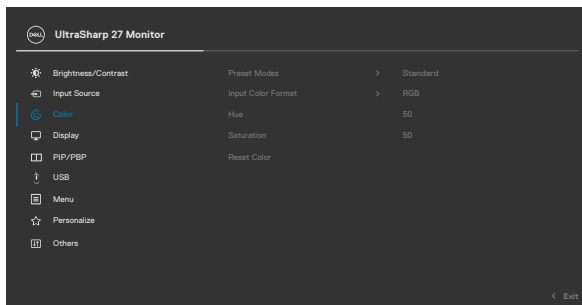 DELL UltraSharp 27 Monitor
Brightness/Contrast Preset Modes > Standard
Input Source Input Color Format > RGB
Color Hue 50
Display Saturation 50
PIP/PBP Reset Color
USB
Menu
Personalize
Others
< Exit